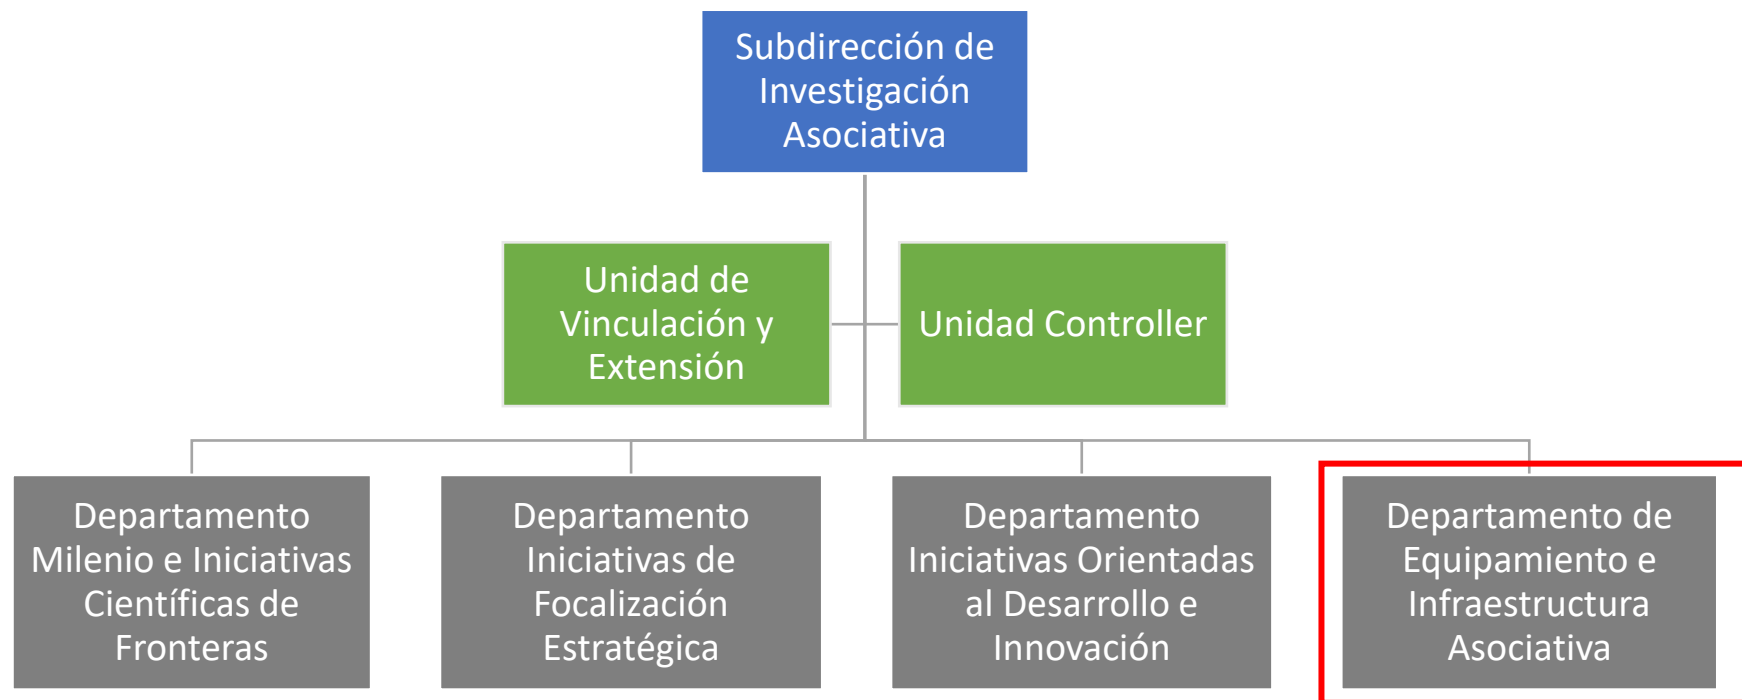 Subdirección de
Investigación
Asociativa
Unidad de
Vinculación y
Extensión
Unidad Controller
Departamento
Milenio e Iniciativas
Científicas de
Fronteras
Departamento
Iniciativas de
Focalización
Estratégica
Departamento
Iniciativas Orientadas
al Desarrollo e
Innovación
Departamento de
Equipamiento e
Infraestructura
Asociativa